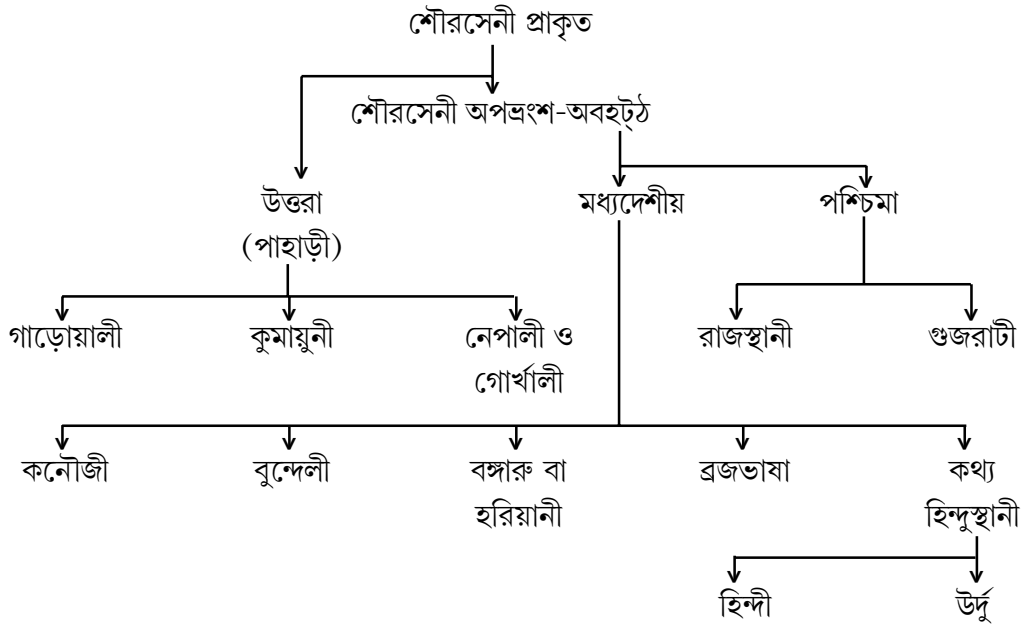 শৌরসেনী প্রাকৃত
শৌরসেনী অপভ্রংশ-অবহট্‌ঠ
উত্তরা
(পাহাড়ী)
মধ্যদেশীয়
পশ্চিমা
গাড়োয়ালী
কুমায়ুনী
নেপালী ও
গোর্খালী
রাজস্থানী
গুজরাটী
কনৌজী
বুন্দেলী
বঙ্গারু বা
হরিয়ানী
ব্রজভাষা
কথ্য
হিন্দুস্থানী
হিন্দী
উর্দু